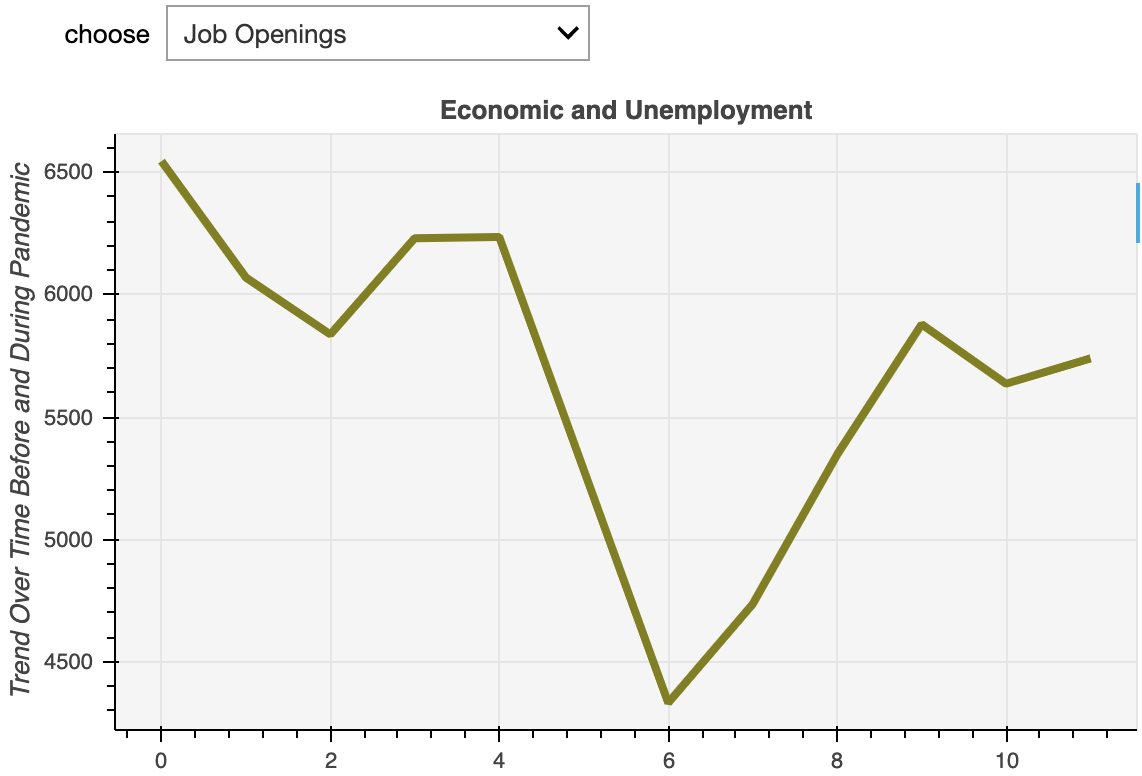 choose Job Openings
Economic and Unemployment
Trend Over Time Before and During Pandemic
6500
6000
5500
5000
4500
0 2 4 6 8 10